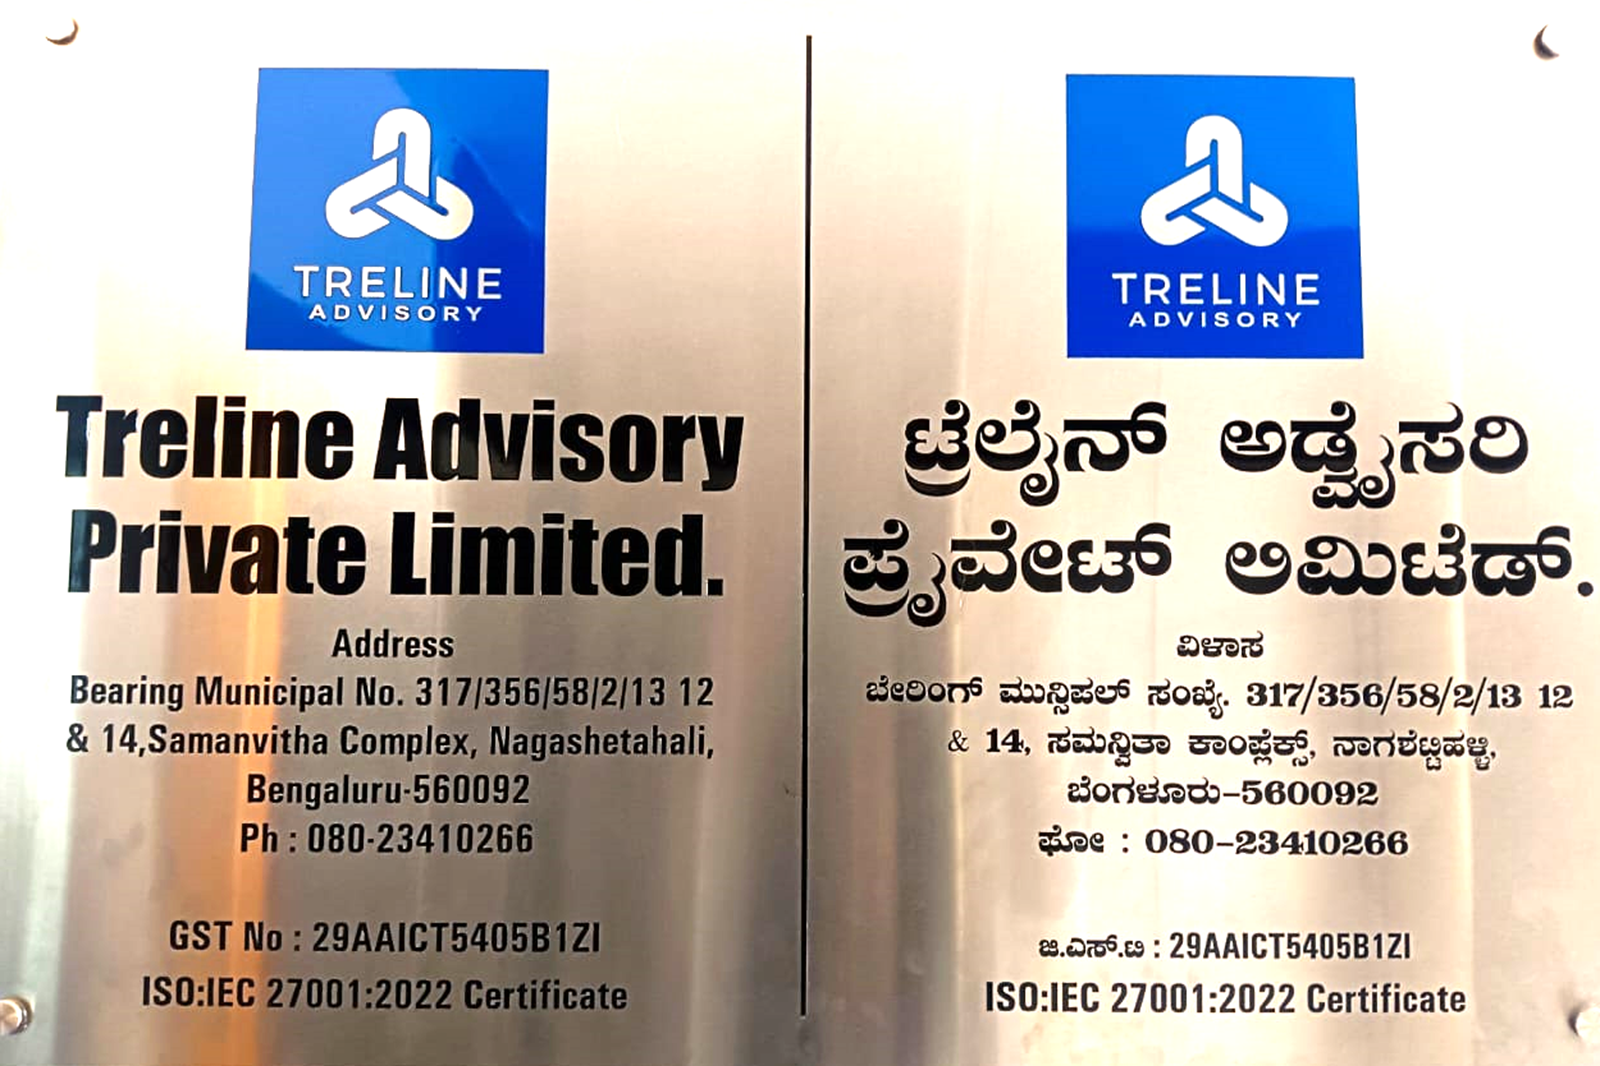 TRELINE
ADVISORY
Treline Advisory
Private Limited.
Address
Bearing Municipal No. 317/356/58/2/13 12
& 14,Samanvitha Complex, Nagashetahali,
Bengaluru-560092
Ph : 080-23410266
GST No : 29AAICT5405B1ZI
ISO:IEC 27001:2022 Certificate
TRELINE
ADVISORY
ಟ್ರೆಲೈನ್ ಅಡ್ವೈಸರಿ
ಪ್ರೈವೇಟ್ ಲಿಮಿಟೆಡ್.
ವಿಳಾಸ
ಬೇರಿಂಗ್ ಮುನ್ಸಿಪಲ್ ಸಂಖ್ಯೆ. 317/356/58/2/13 12
& 14, ಸಮನ್ವಿತಾ ಕಾಂಪ್ಲೆಕ್ಸ್, ನಾಗಶೆಟ್ಟಿಹಳ್ಳಿ,
ಬೆಂಗಳೂರು-560092
ಫೋ : 080-23410266
ಜಿ.ಎಸ್.ಟಿ : 29AAICT5405B1ZI
ISO:IEC 27001:2022 Certificate